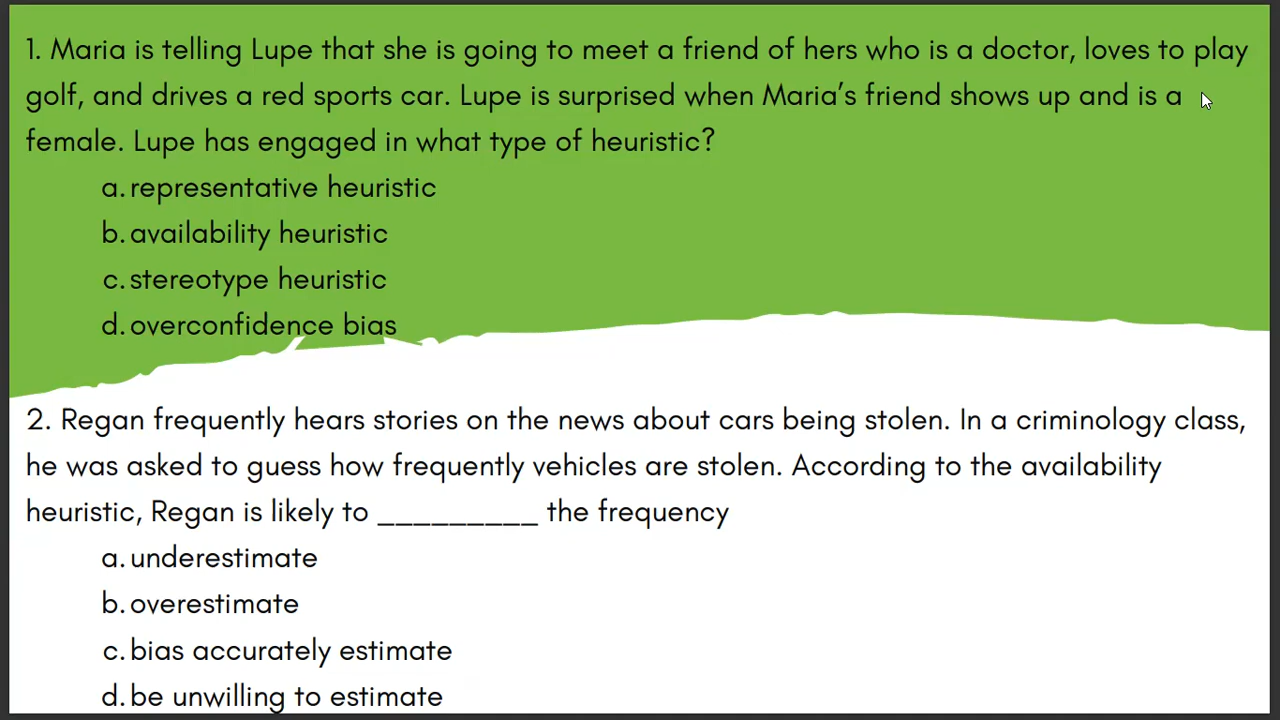 1. Maria is telling Lupe that she is going to meet a friend of hers who is a doctor, loves to play
golf, and drives a red sports car. Lupe is surprised when Maria’s friend shows up and is a
female. Lupe has engaged in what type of heuristic?
a. representative heuristic
b. availability heuristic
c. stereotype heuristic
d. overconfidence bias
2. Regan frequently hears stories on the news about cars being stolen. In a criminology class,
he was asked to guess how frequently vehicles are stolen. According to the availability
heuristic, Regan is likely to _________ the frequency
a. underestimate
b. overestimate
c. bias accurately estimate
d. be unwilling to estimate